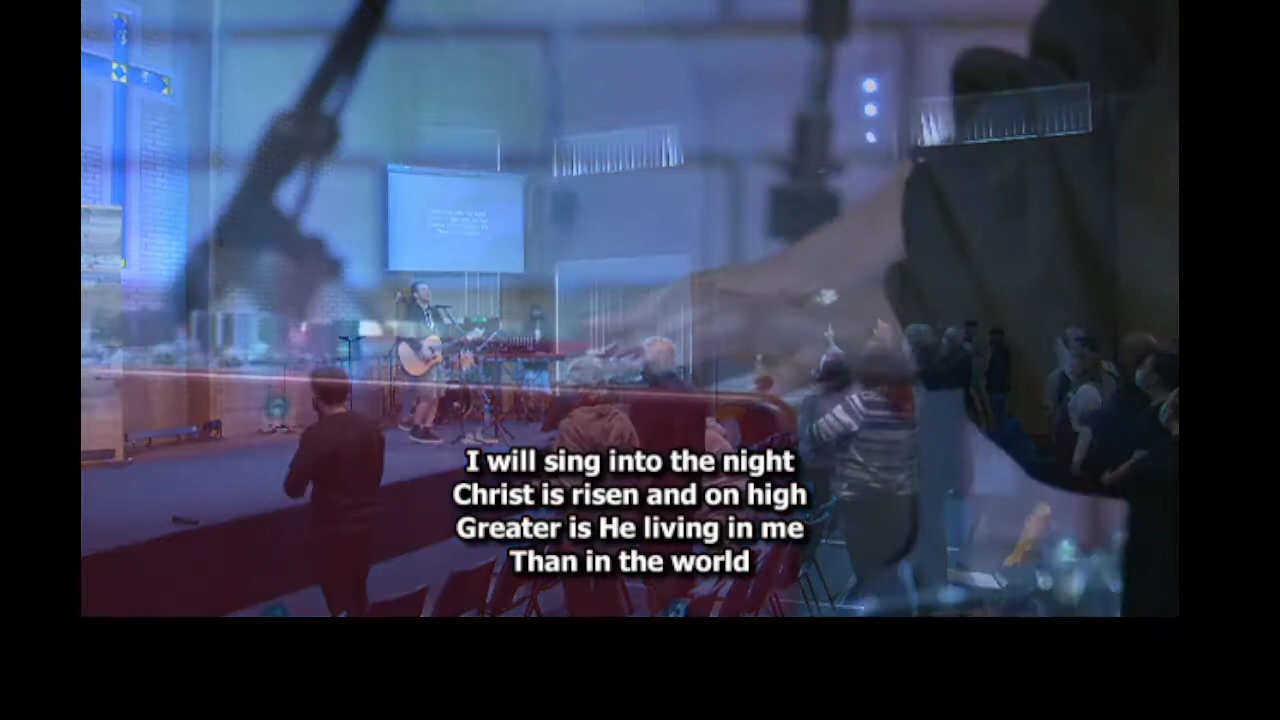 I will sing into the night
Christ is risen and on high
Greater is He living in me
Than in the world